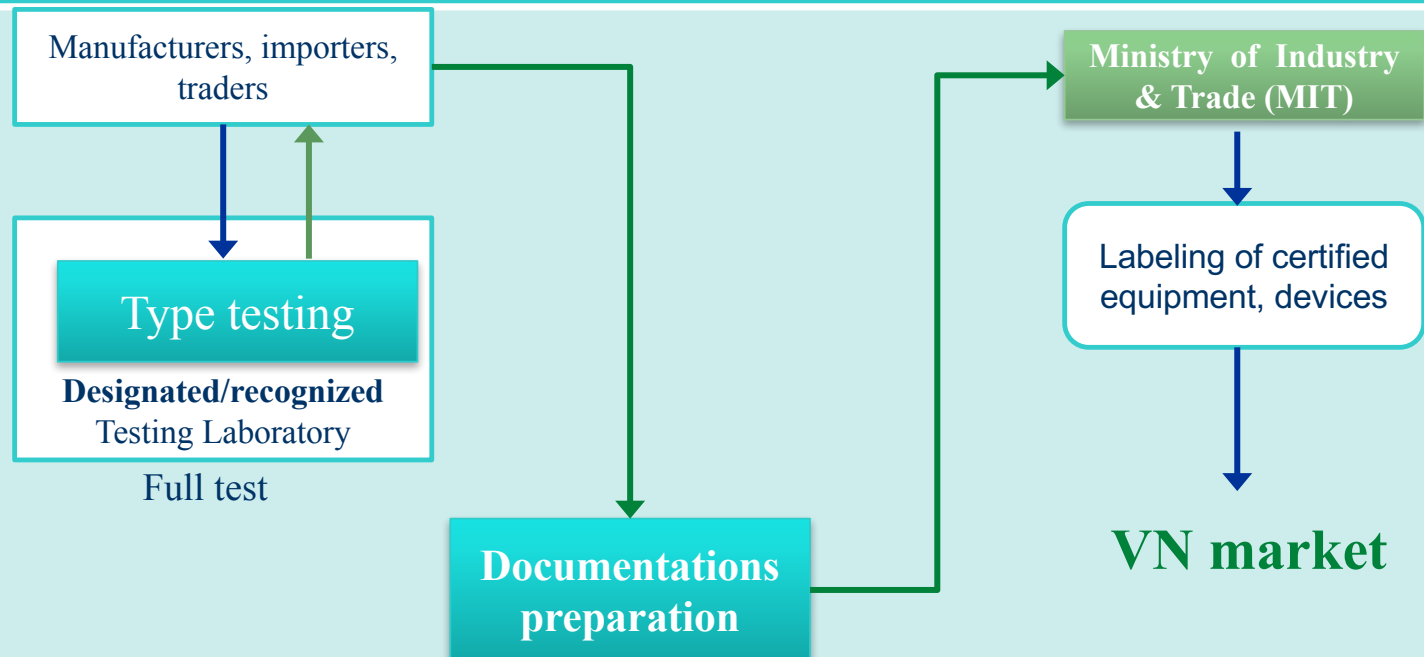 Manufacturers, importers,
traders
Type testing
Designated/recognized
Testing Laboratory
Full test
Documentations
preparation
Ministry of Industry
& Trade (MIT)
Labeling of certified
equipment, devices
VN market